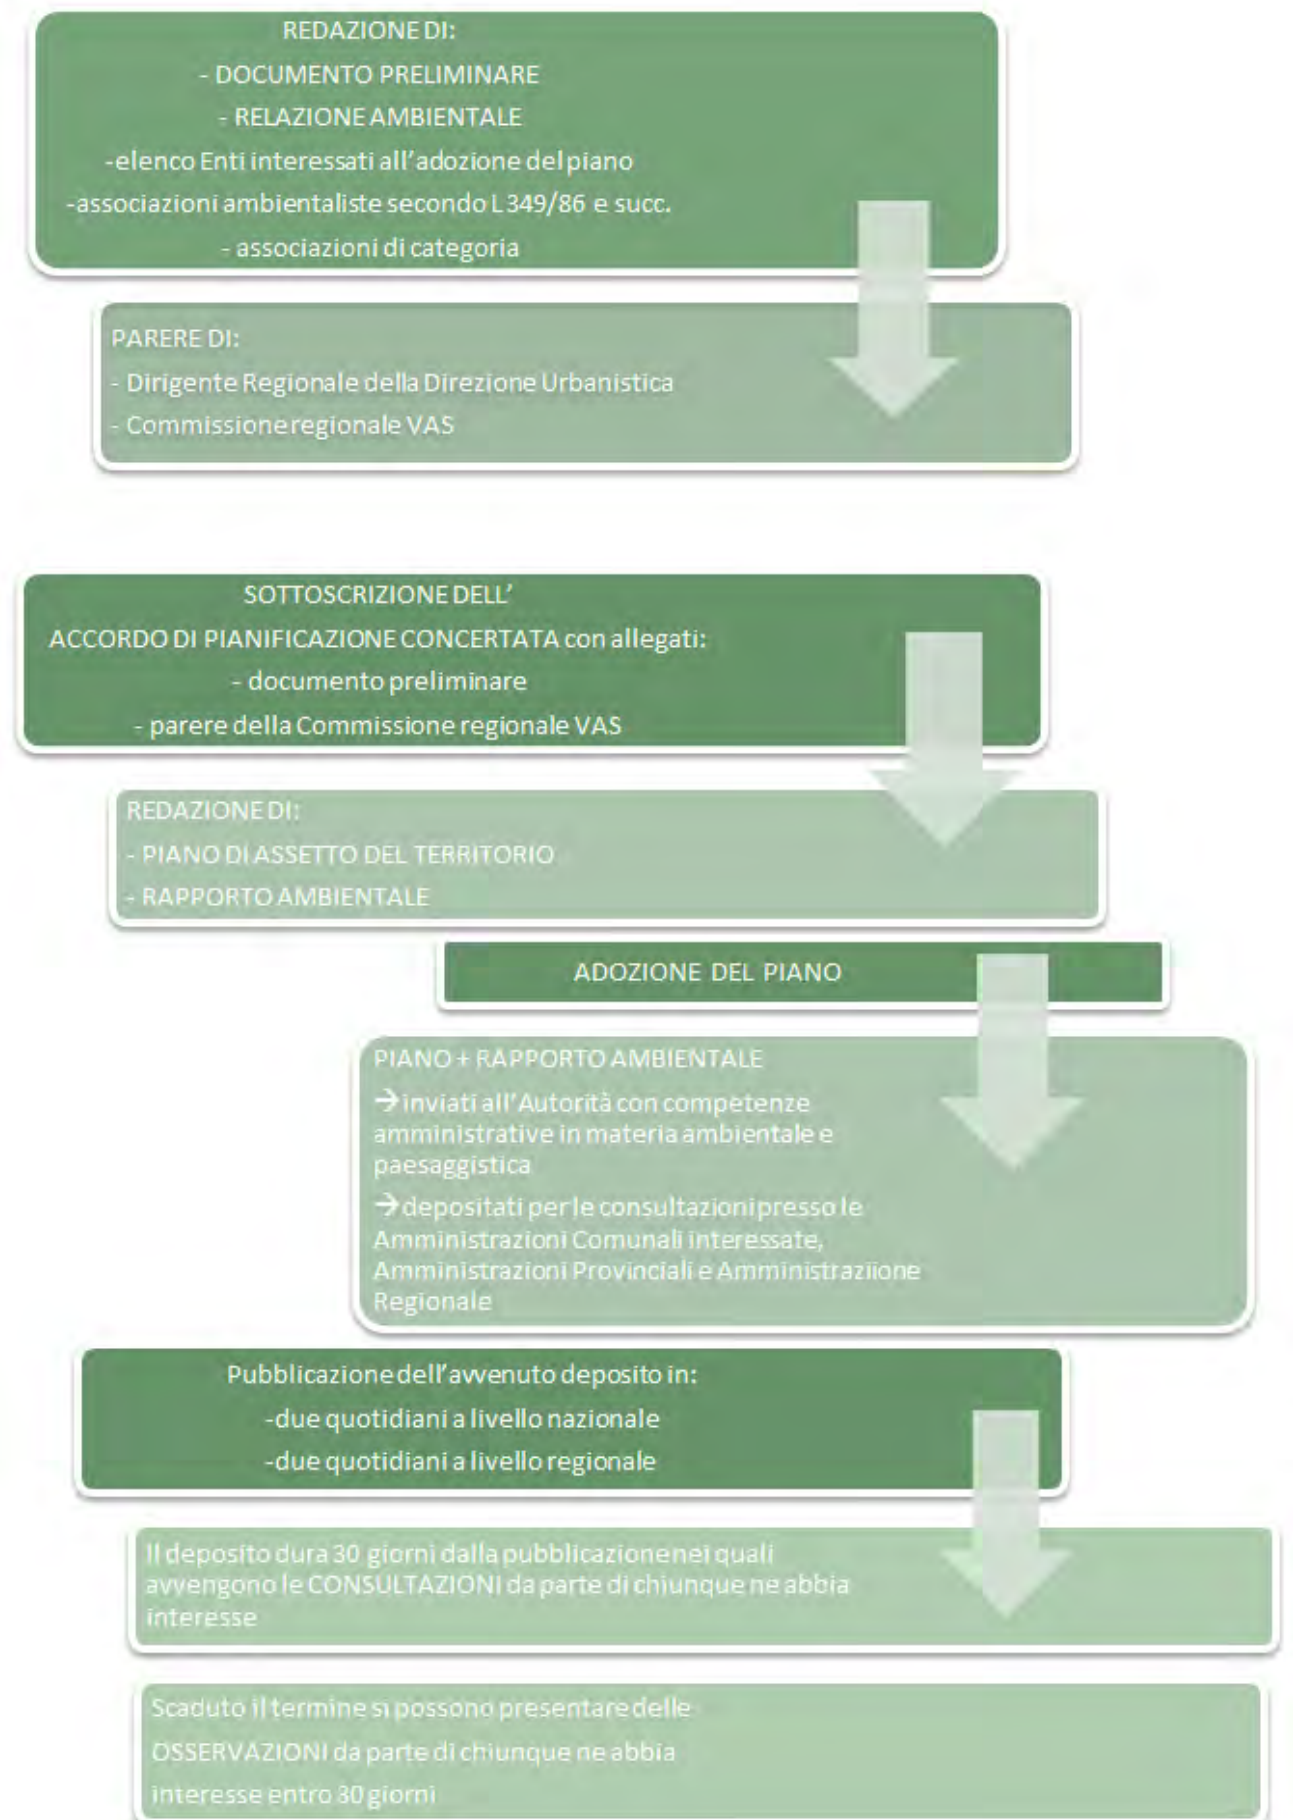 REDAZIONE DI:
- DOCUMENTO PRELIMINARE
- RELAZIONE AMBIENTALE
-elenco Enti interessati all'adozione del piano
-associazioni ambientaliste secondo L 349/86 e succ.
- associazioni di categoria
PARERE DI:
- Dirigente Regionale della Direzione Urbanistica
- Commissione regionale VAS
SOTTOSCRIZIONE DELL'
ACCORDO DI PIANIFICAZIONE CONCERTATA con allegati:
- documento preliminare
- parere della Commissione regionale VAS
REDAZIONE DI:
- PIANO DI ASSETTO DEL TERRITORIO
- RAPPORTO AMBIENTALE
ADOZIONE DEL PIANO
PIANO + RAPPORTO AMBIENTALE
→ inviati all'Autorità con competenze
amministrative in materia ambientale e
paesaggistica
→ depositati per le consultazioni presso le
Amministrazioni Comunali interessate,
Amministrazioni Provinciali e Amministraziione
Regionale
Pubblicazione dell'avvenuto deposito in:
-due quotidiani a livello nazionale
-due quotidiani a livello regionale
Il deposito dura 30 giorni dalla pubblicazione nei quali
avvengono le CONSULTAZIONI da parte di chiunque ne abbia
interesse
Scaduto il termine si possono presentare delle
OSSERVAZIONI da parte di chiunque ne abbia
interesse entro 30 giorni